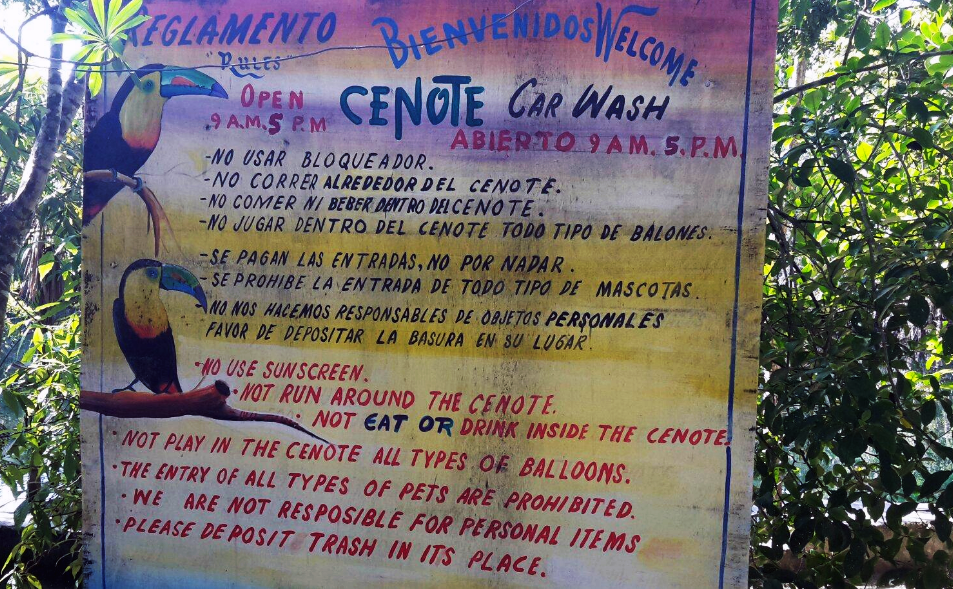 REGLAMENTO
"RULES"
BIENVENIDOS WELCOME
OPEN
9 A.M. 5 P.M
CENOTE CAR WASH
ABIERTO 9 A.M. 5. P.M.
-NO USAR BLOQUEADOR.
-NO CORRER ALREDEDOR DEL CENOTE.
-NO COMER NI BEBER DENTRO DEL CENOTE.
-NO JUGAR DENTRO DEL CENOTE TODO TIPO DE BALONES.
-SE PAGAN LAS ENTRADAS, NO POR NADAR.
-SE PROHIBE LA ENTRADA DE TODO TIPO DE MASCOTAS.
NO NOS HACEMOS RESPONSABLES DE OBJETOS PERSONALES
FAVOR DE DEPOSITAR LA BASURA EN SU LUGAR.
•NO USE SUNSCREEN.
•NOT RUN AROUND THE CENOTE.
• NOT EAT OR DRINK INSIDE THE CENOTE.
•NOT PLAY IN THE CENOTE ALL TYPES OF BALLOONS.
•THE ENTRY OF ALL TYPES OF PETS ARE PROHIBITED.
•WE ARE NOT RESPOSIBLE FOR PERSONAL ITEMS
•PLEASE DEPOSIT TRASH IN ITS PLACE.